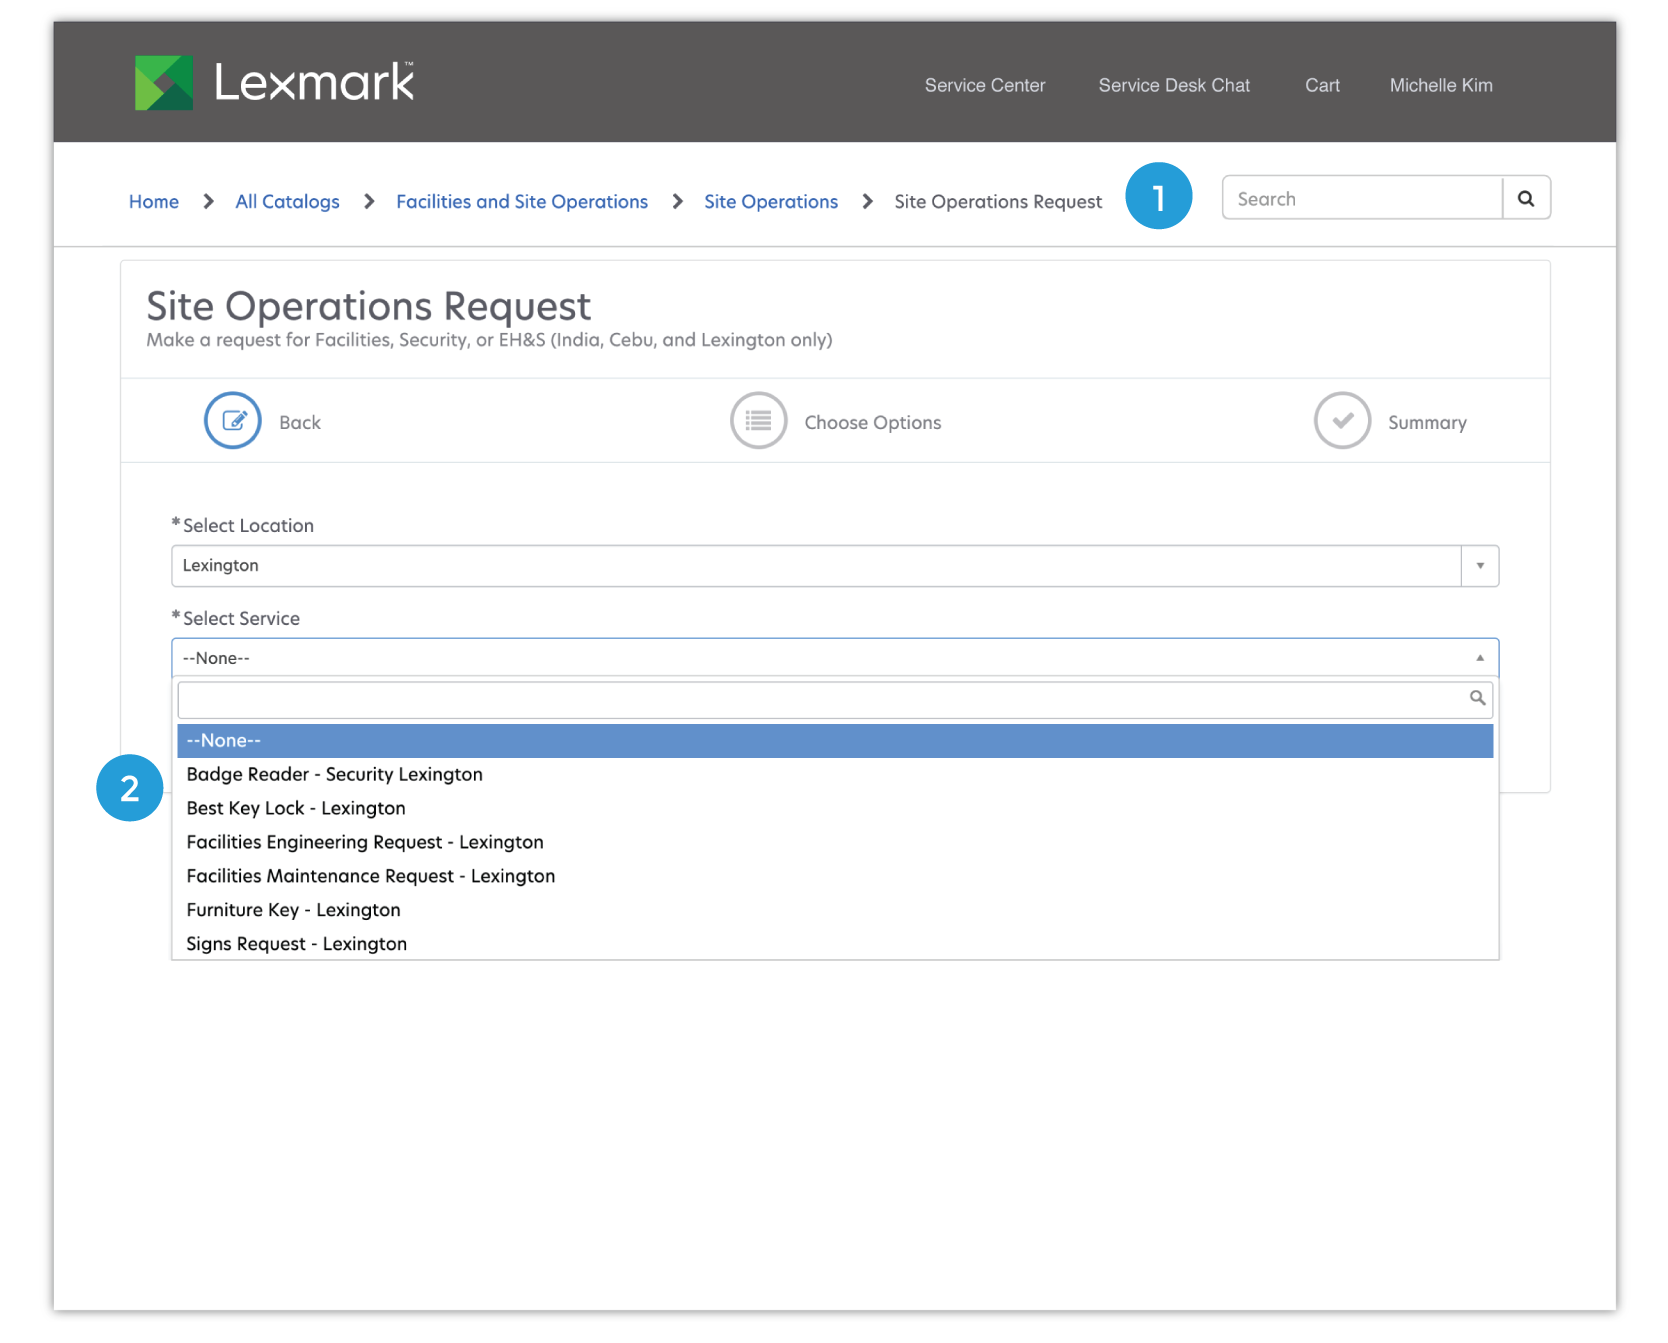 Lexmark™
Service Center Service Desk Chat Cart Michelle Kim
Home All Catalogs Facilities and Site Operations Site Operations Site Operations Request 1 Search
Site Operations Request
Make a request for Facilities, Security, or EH&S (India, Cebu, and Lexington only)
Back Choose Options Summary
*Select Location
Lexington
*Select Service
--None--
--None--
2
Badge Reader - Security Lexington
Best Key Lock - Lexington
Facilities Engineering Request - Lexington
Facilities Maintenance Request - Lexington
Furniture Key - Lexington
Signs Request - Lexington